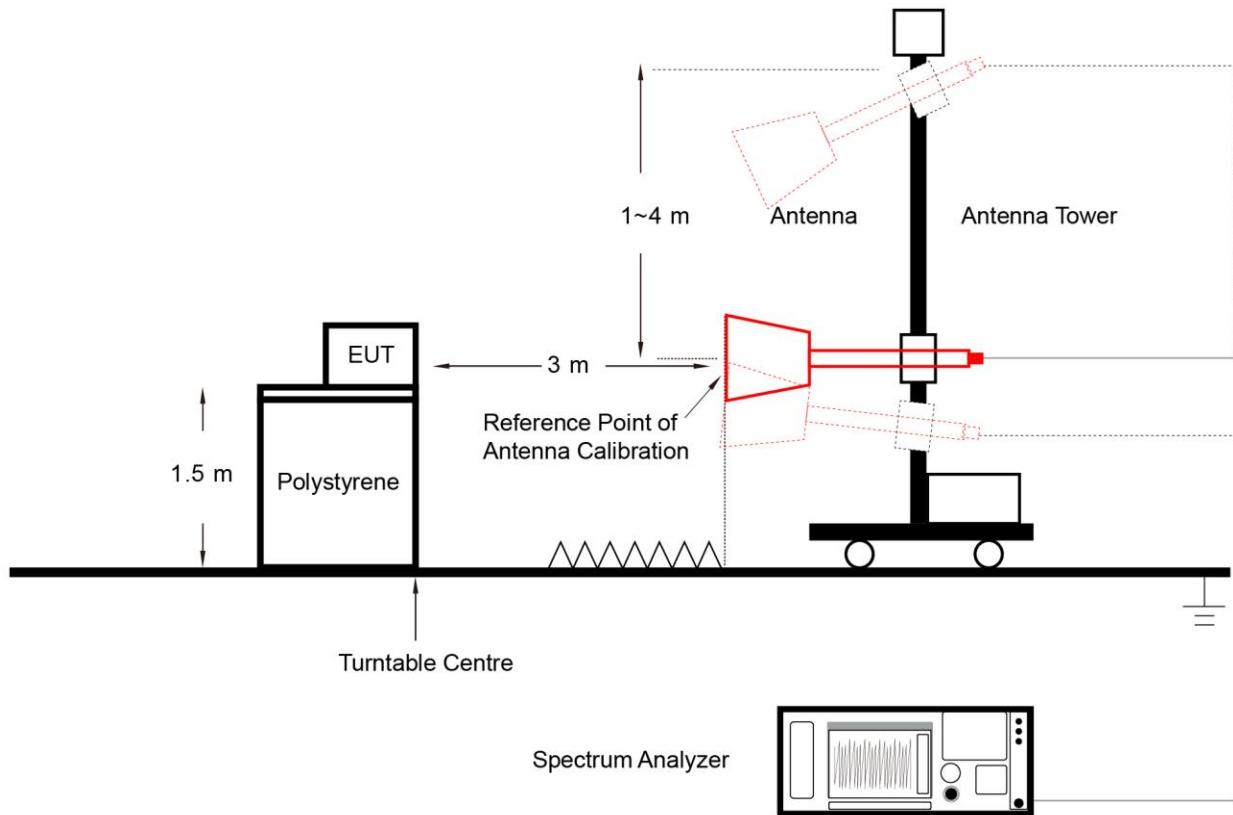 1~4 m
Antenna
Antenna Tower
EUT
3 m
Reference Point of
Antenna Calibration
1.5 m
Polystyrene
Turntable Centre
Spectrum Analyzer